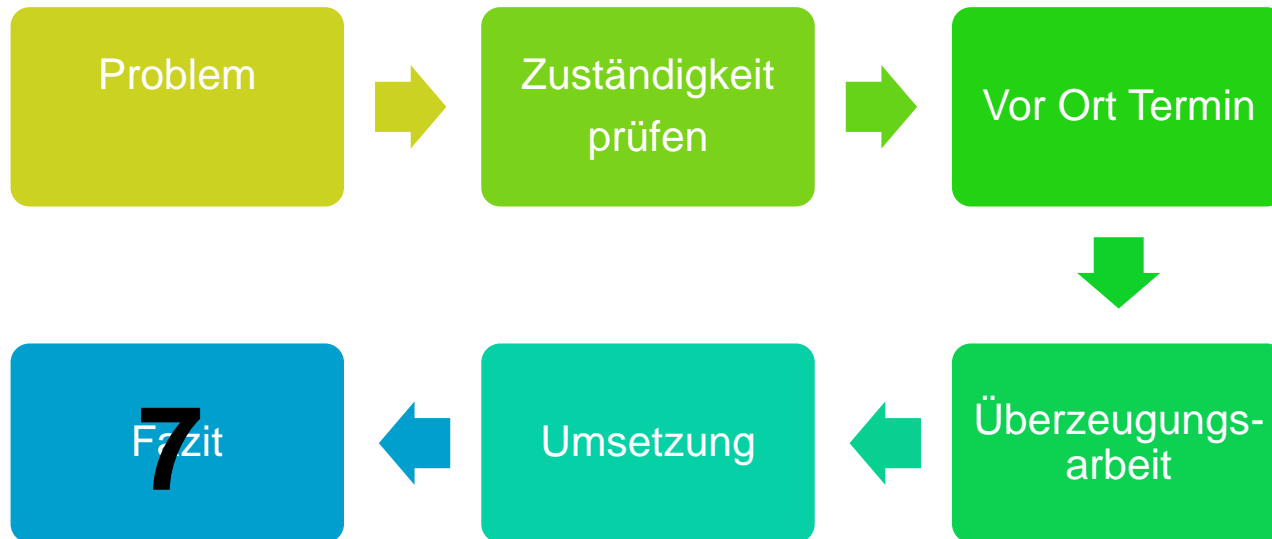 Problem
Zuständigkeit
prüfen
Vor Ort Termin
Überzeugungs-
arbeit
Umsetzung
Fazit
7